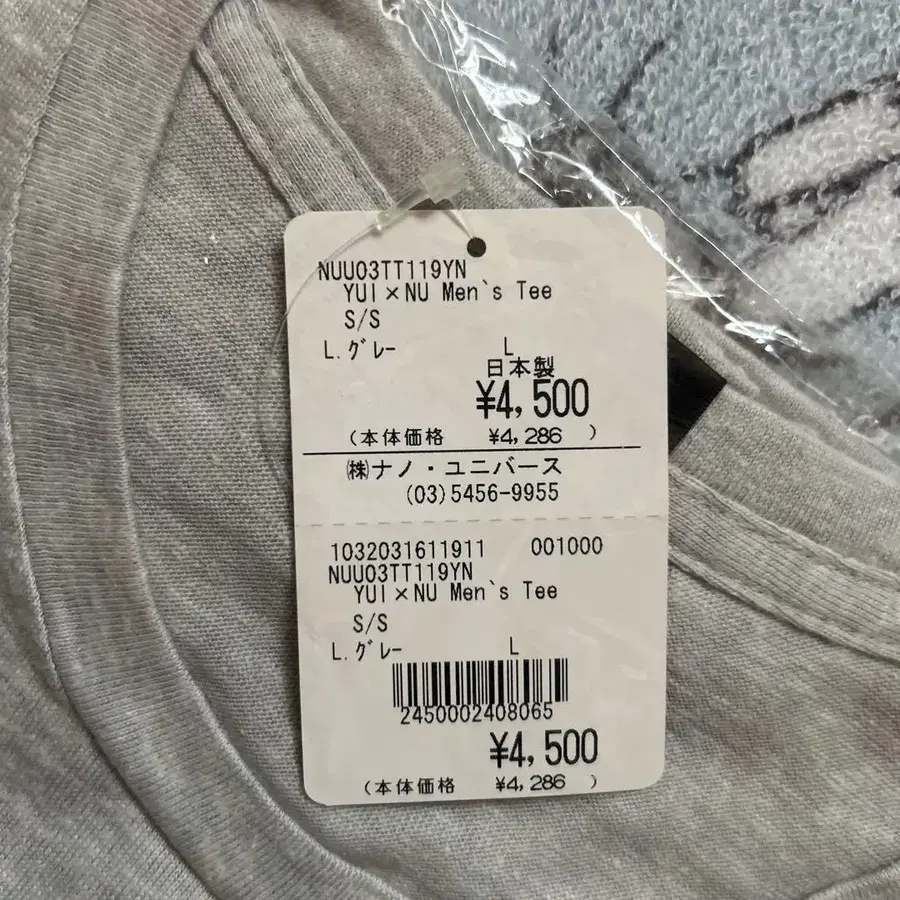 NUU03TT119YN
YUI×NU Men`s Tee
S/S
L.グレー L
日本製
¥4,500
(本体価格 ¥4,286 )
㈱ナノ・ユニバース
(03)5456-9955
1032031611911 001000
NUU03TT119YN
YUI×NU Men`s Tee
S/S
L.グレー L
2450002408065
¥4,500
(本体価格 ¥4,286 )